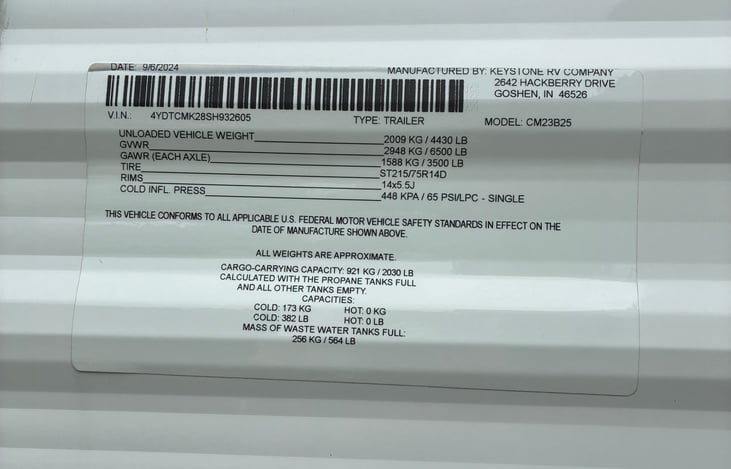 DATE: 9/6/2024 MANUFACTURED BY: KEYSTONE RV COMPANY
2642 HACKBERRY DRIVE
GOSHEN, IN 46526
V.I.N.: 4YDTCMK28SH932605 TYPE: TRAILER MODEL: CM23B25
UNLOADED VEHICLE WEIGHT 2009 KG / 4430 LB
GVWR 2948 KG / 6500 LB
GAWR (EACH AXLE) 1588 KG / 3500 LB
TIRE ST215/75R14D
RIMS 14x5.5J
COLD INFL. PRESS 448 KPA / 65 PSI/LPC - SINGLE
THIS VEHICLE CONFORMS TO ALL APPLICABLE U.S. FEDERAL MOTOR VEHICLE SAFETY STANDARDS IN EFFECT ON THE
DATE OF MANUFACTURE SHOWN ABOVE.
ALL WEIGHTS ARE APPROXIMATE.
CARGO-CARRYING CAPACITY: 921 KG / 2030 LB
CALCULATED WITH THE PROPANE TANKS FULL
AND ALL OTHER TANKS EMPTY.
CAPACITIES:
COLD: 173 KG HOT: 0 KG
COLD: 382 LB HOT: 0 LB
MASS OF WASTE WATER TANKS FULL:
256 KG / 564 LB